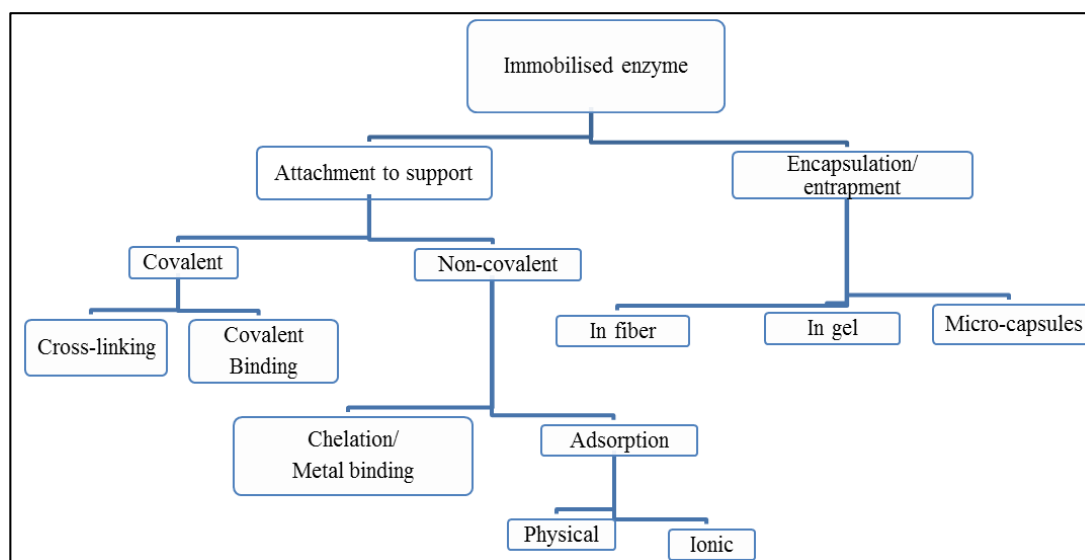 Immobilised enzyme
Attachment to support
Encapsulation/
entrapment
Covalent
Non-covalent
Cross-linking
Covalent
Binding
In fiber
In gel
Micro-capsules
Chelation/
Metal binding
Adsorption
Physical
Ionic